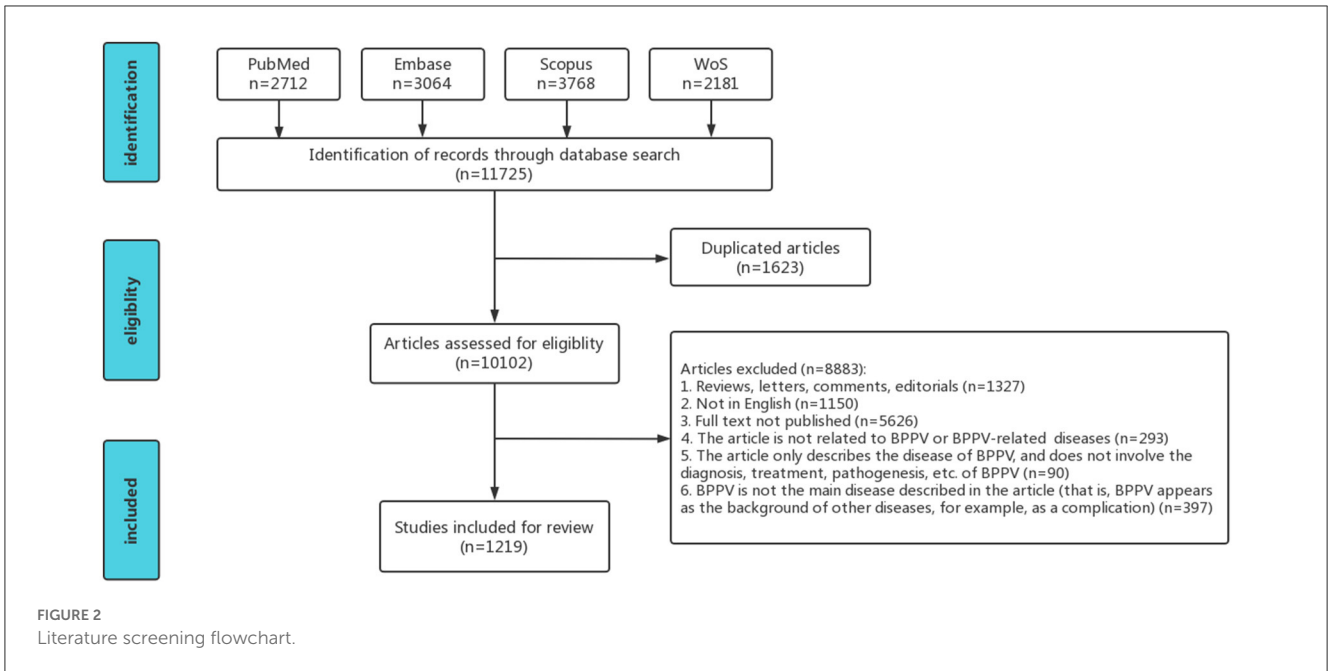 identification
PubMed
n=2712
Embase
n=3064
Scopus
n=3768
WoS
n=2181
Identification of records through database search
(n=11725)
eligiblity
Duplicated articles
(n=1623)
Articles assessed for eligiblity
(n=10102)
Articles excluded (n=8883):
1. Reviews, letters, comments, editorials (n=1327)
2. Not in English (n=1150)
3. Full text not published (n=5626)
4. The article is not related to BPPV or BPPV-related diseases (n=293)
5. The article only describes the disease of BPPV, and does not involve the
diagnosis, treatment, pathogenesis, etc. of BPPV (n=90)
6. BPPV is not the main disease described in the article (that is, BPPV appears
as the background of other diseases, for example, as a complication) (n=397)
included
Studies included for review
(n=1219)
FIGURE 2
Literature screening flowchart.